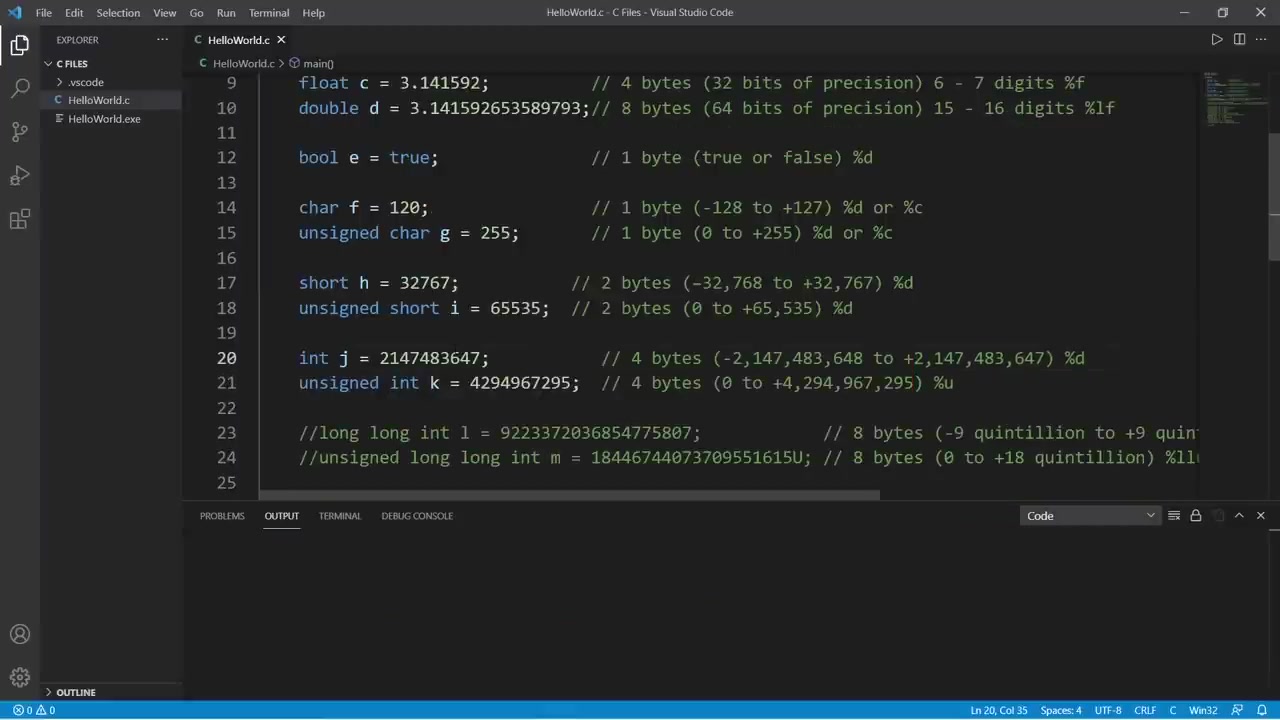 File Edit Selection View Go Run Terminal Help HelloWorld.c - C Files - Visual Studio Code
EXPLORER
C FILES
.vscode
C HelloWorld.c
HelloWorld.exe
OUTLINE
C HelloWorld.c
C HelloWorld.c > main()
9 float c = 3.141592; // 4 bytes (32 bits of precision) 6 - 7 digits %f
10 double d = 3.141592653589793;// 8 bytes (64 bits of precision) 15 - 16 digits %lf
11
12 bool e = true; // 1 byte (true or false) %d
13
14 char f = 120; // 1 byte (-128 to +127) %d or %c
15 unsigned char g = 255; // 1 byte (0 to +255) %d or %c
16
17 short h = 32767; // 2 bytes (−32,768 to +32,767) %d
18 unsigned short i = 65535; // 2 bytes (0 to +65,535) %d
19
20 int j = 2147483647; // 4 bytes (-2,147,483,648 to +2,147,483,647) %d
21 unsigned int k = 4294967295; // 4 bytes (0 to +4,294,967,295) %u
22
23 //long long int l = 9223372036854775807; // 8 bytes (-9 quintillion to +9 quin
24 //unsigned long long int m = 18446744073709551615U; // 8 bytes (0 to +18 quintillion) %ll
25
PROBLEMS OUTPUT TERMINAL DEBUG CONSOLE Code
0 0 Ln 20, Col 35 Spaces: 4 UTF-8 CRLF C Win32